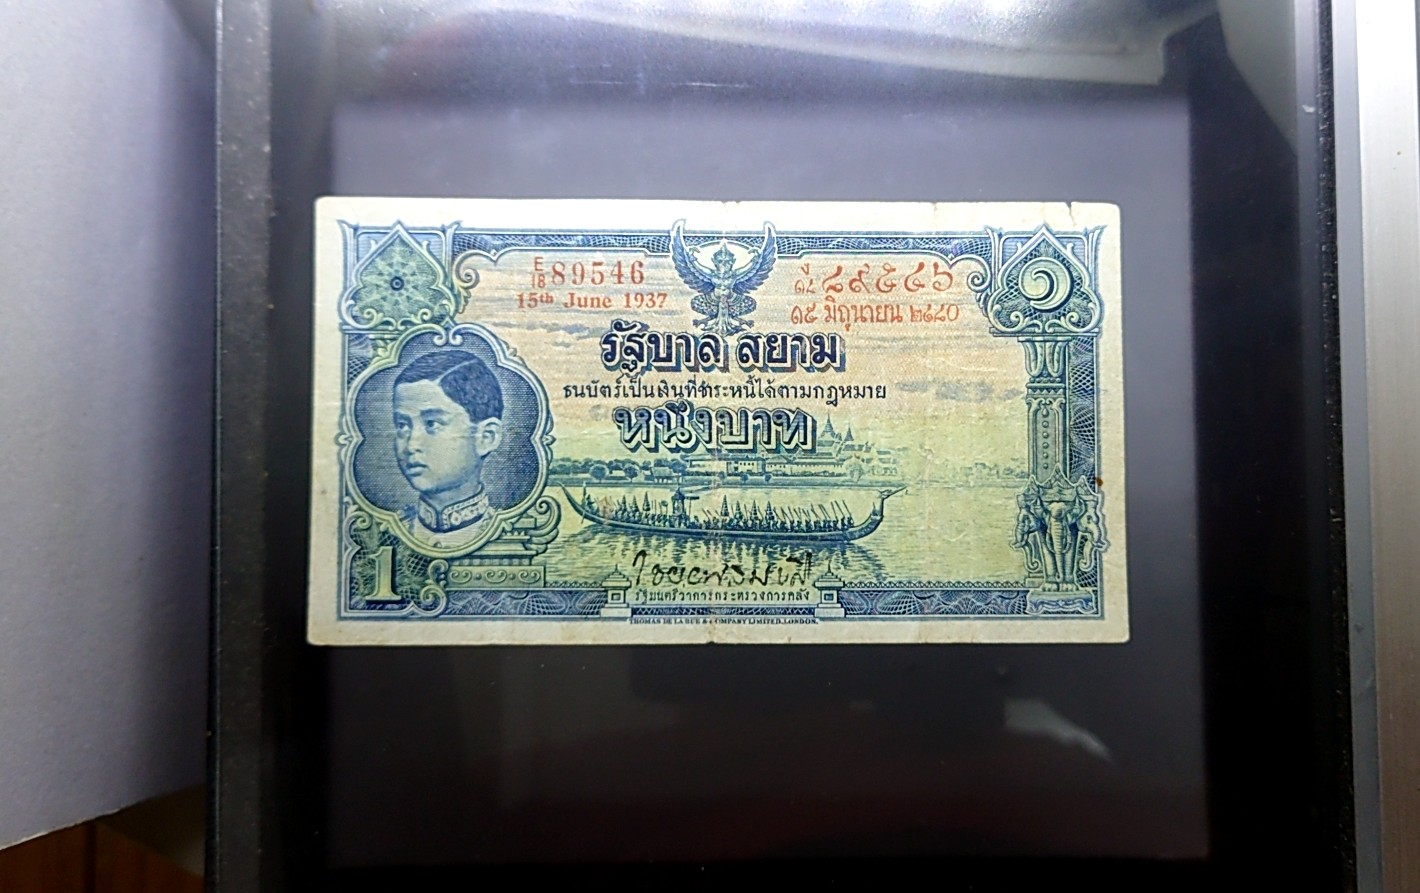 E/18 89546
15th June 1937
๘๙๕๔๖
๑๕ มิถุนายน ๒๔๘๐
๑
รัฐบาล สยาม
ธนบัตร์เป็นเงินที่ชำระหนี้ได้ตามกฎหมาย
หนึ่งบาท
1
รัฐมนตรีว่าการกระทรวงการคลัง
THOMAS DE LA RUE & COMPANY LIMITED, LONDON.